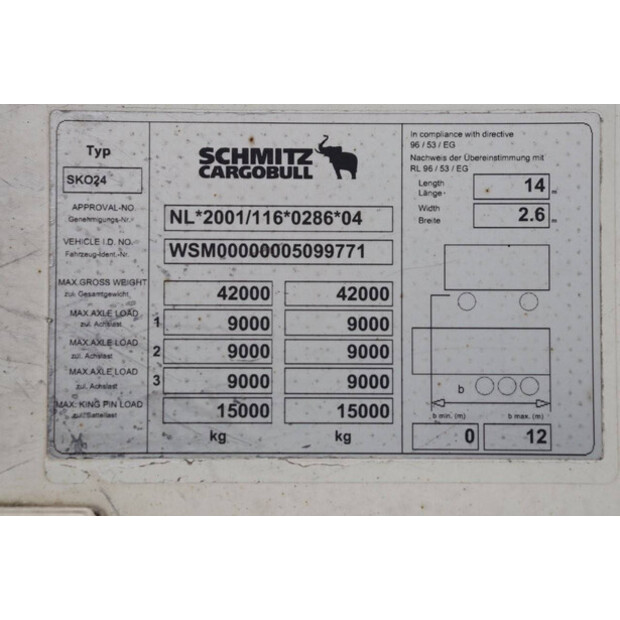 Typ
SKO24
SCHMITZ
CARGOBULL
APPROVAL-NO.
Genehmigungs-Nr.
NL*2001/116*0286*04
VEHICLE I.D. NO.
Fahrzeug-Ident.-Nr.
WSM00000005099771
MAX.GROSS WEIGHT
zul. Gesamtgewicht
42000 42000
MAX.AXLE LOAD
zul. Achslast
1 9000 9000
MAX.AXLE LOAD
zul. Achslast
2 9000 9000
MAX.AXLE LOAD
zul. Achslast
3 9000 9000
MAX. KING PIN LOAD
zul. Sattellast
15000 15000
kg kg
In compliance with directive
96 / 53 / EG
Nachweis der Übereinstimmung mit
RL 96 / 53 / EG
Length
Länge
14 m
Width
Breite
2.6 m
b
b min. (m) b max. (m)
0 12